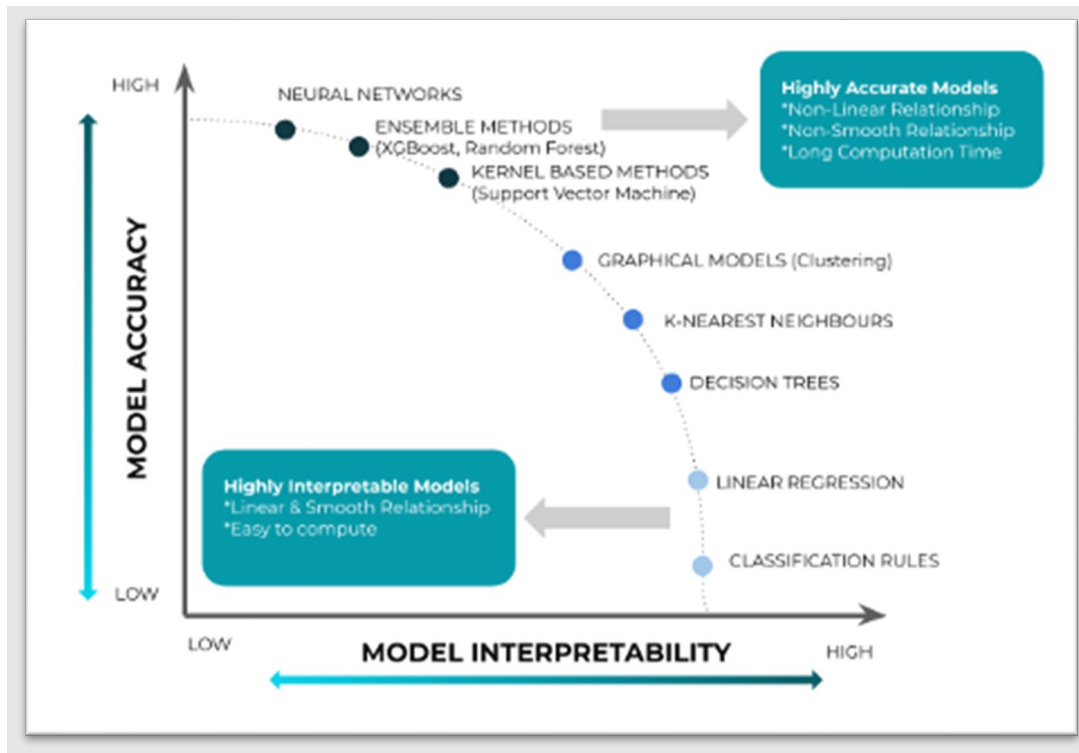 HIGH
NEURAL NETWORKS
ENSEMBLE METHODS
(XGBoost, Random Forest)
KERNEL BASED METHODS
(Support Vector Machine)
Highly Accurate Models
*Non-Linear Relationship
*Non-Smooth Relationship
*Long Computation Time
GRAPHICAL MODELS (Clustering)
K-NEAREST NEIGHBOURS
DECISION TREES
MODEL ACCURACY
Highly Interpretable Models
*Linear & Smooth Relationship
*Easy to compute
LINEAR REGRESSION
CLASSIFICATION RULES
LOW
LOW
MODEL INTERPRETABILITY
HIGH